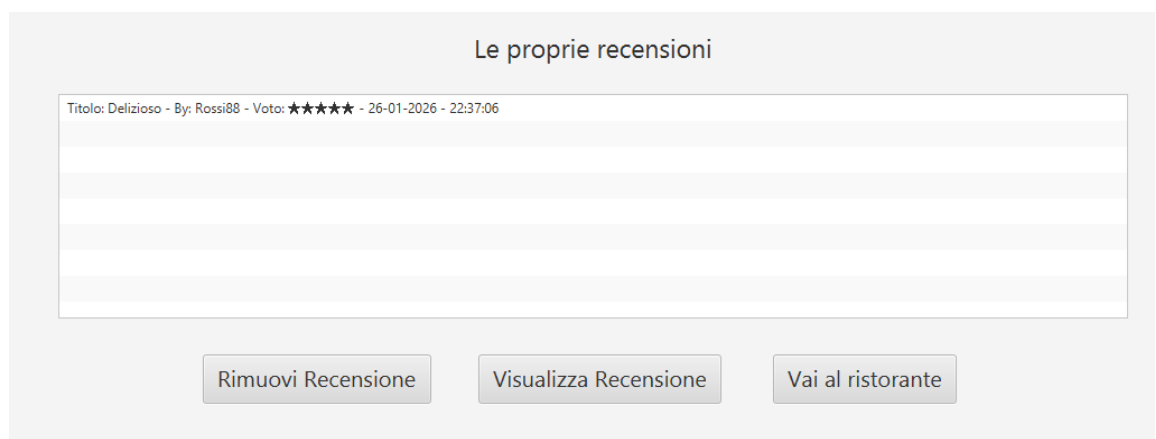 Le proprie recensioni
Titolo: Delizioso - By: Rossi88 - Voto: ★★★★★ - 26-01-2026 - 22:37:06
Rimuovi Recensione
Visualizza Recensione
Vai al ristorante